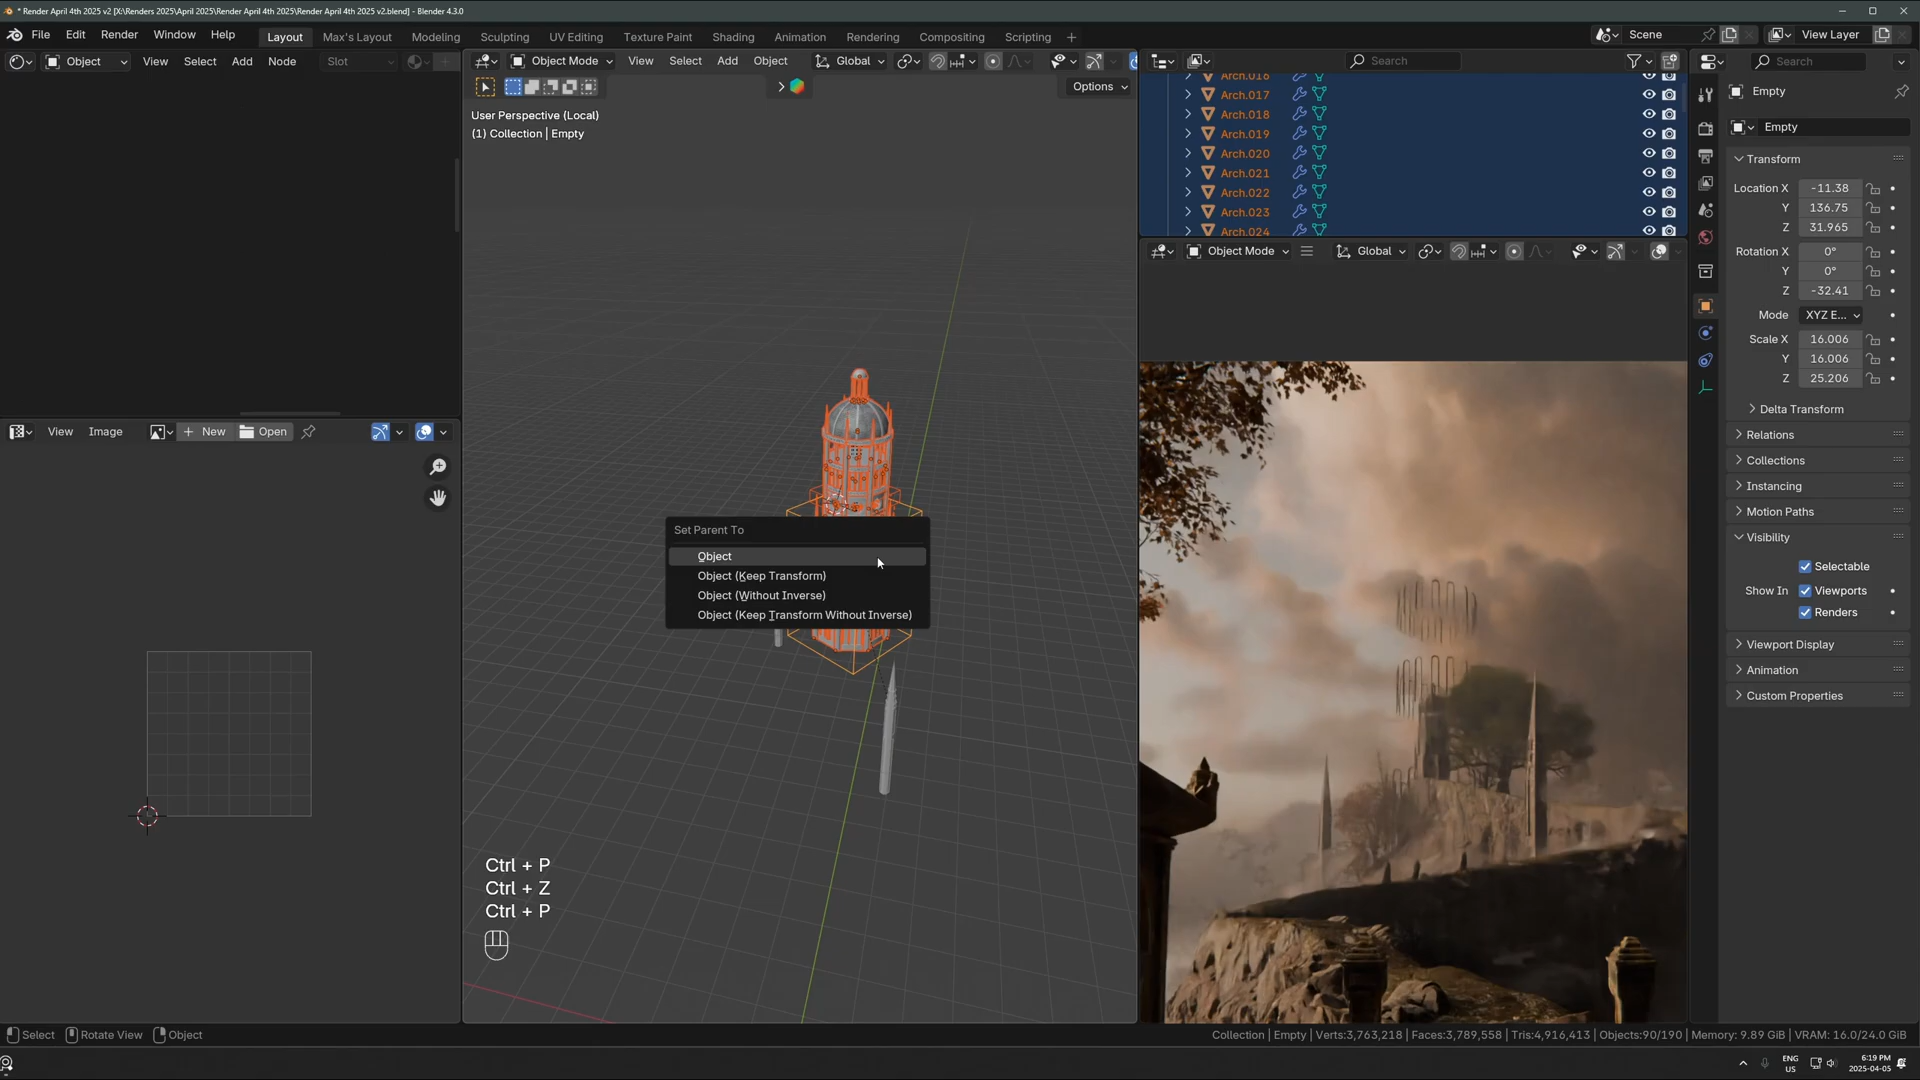 * Render April 4th 2025 v2 [X:\Renders 2025\April 2025\Render April 4th 2025\Render April 4th 2025 v2.blend] - Blender 4.3.0
File Edit Render Window Help
Layout Max's Layout Modeling Sculpting UV Editing Texture Paint Shading Animation Rendering Compositing Scripting
Scene
View Layer
Object View Select Add Node Slot
Object Mode View Select Add Object Global
Options
User Perspective (Local)
(1) Collection | Empty
Search
Arch.016
Arch.017
Arch.018
Arch.019
Arch.020
Arch.021
Arch.022
Arch.023
Arch.024
Object Mode Global
Set Parent To
Object
Object (Keep Transform)
Object (Without Inverse)
Object (Keep Transform Without Inverse)
View Image New Open
Ctrl + P
Ctrl + Z
Ctrl + P
Search
Empty
Empty
Transform
Location X -11.38
Y 136.75
Z 31.965
Rotation X 0°
Y 0°
Z -32.41
Mode XYZ E...
Scale X 16.006
Y 16.006
Z 25.206
Delta Transform
Relations
Collections
Instancing
Motion Paths
Visibility
Selectable
Show In Viewports
Renders
Viewport Display
Animation
Custom Properties
Select Rotate View Object
Collection | Empty | Verts:3,763,218 | Faces:3,789,558 | Tris:4,916,413 | Objects:90/190 | Memory: 9.89 GiB | VRAM: 16.0/24.0 GiB
ENG
US
6:19 PM
2025-04-05